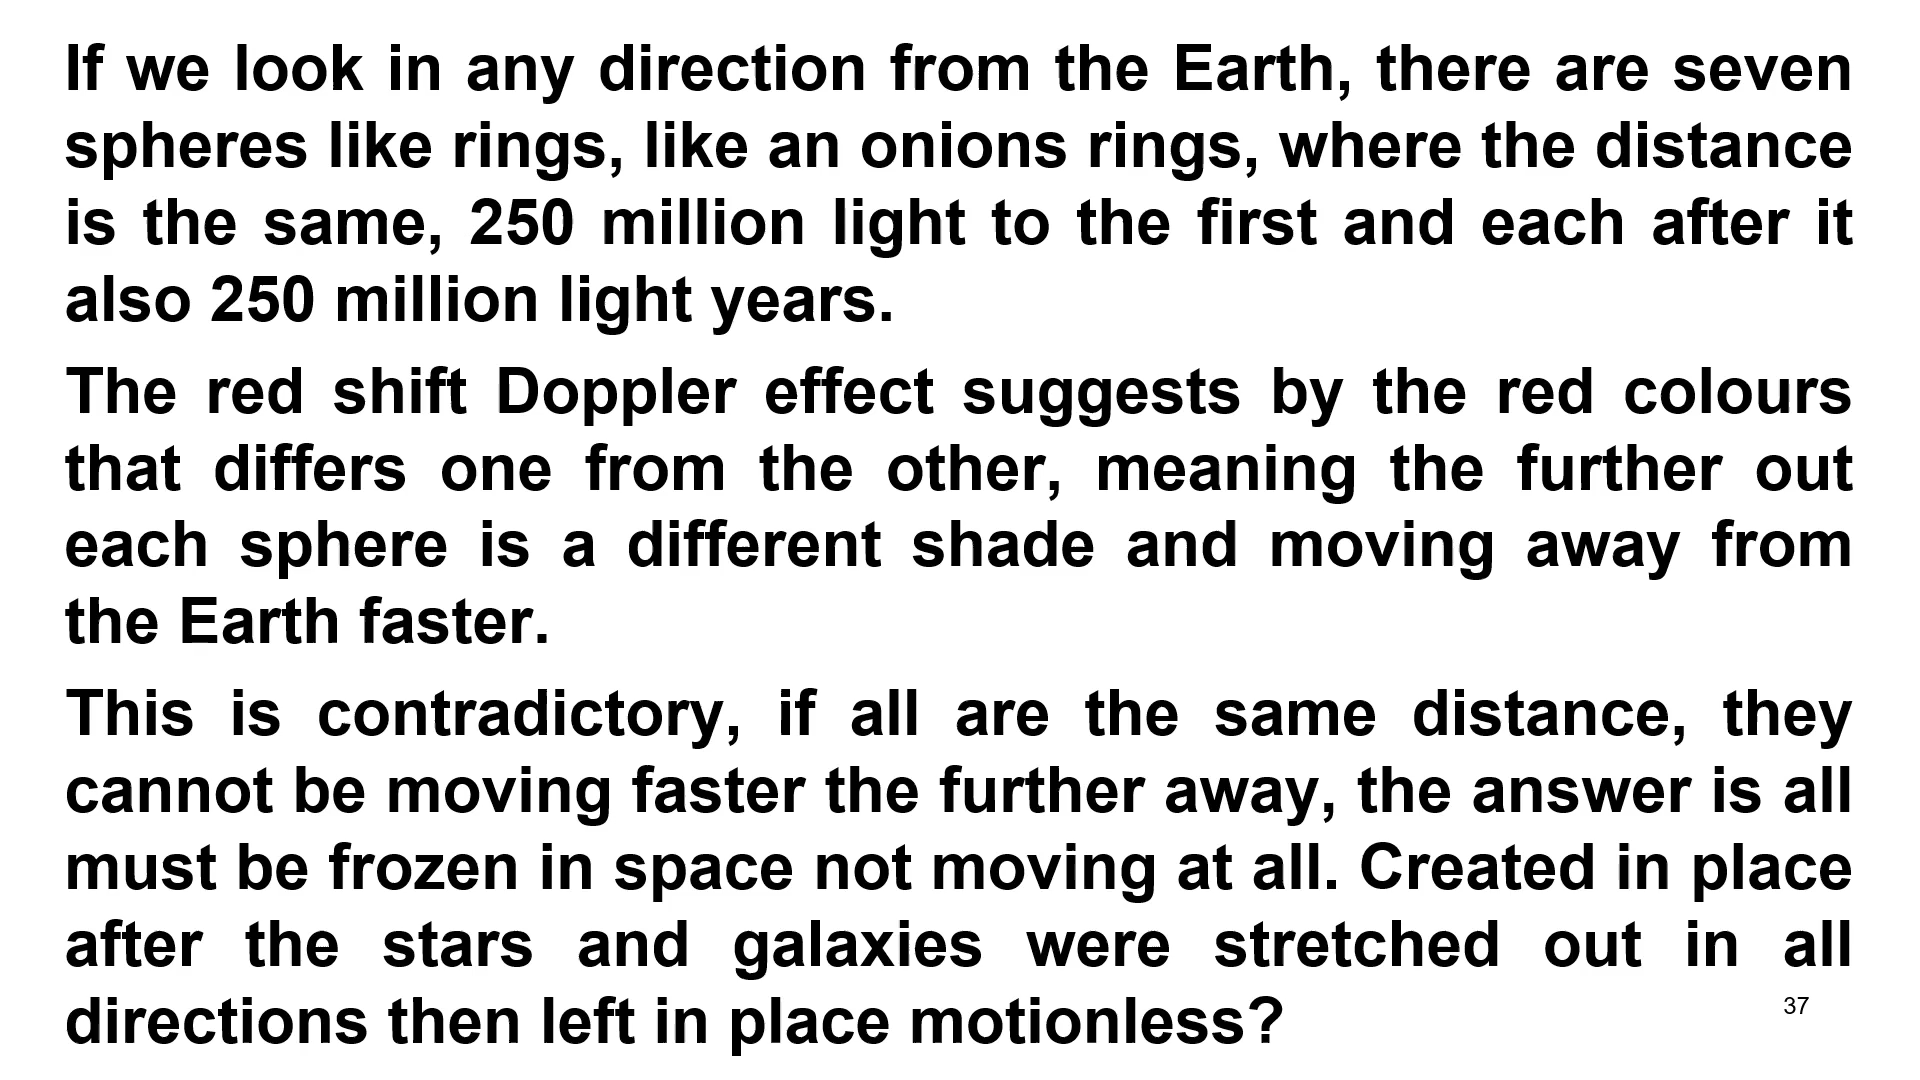 If we look in any direction from the Earth, there are seven
spheres like rings, like an onions rings, where the distance
is the same, 250 million light to the first and each after it
also 250 million light years.
The red shift Doppler effect suggests by the red colours
that differs one from the other, meaning the further out
each sphere is a different shade and moving away from
the Earth faster.
This is contradictory, if all are the same distance, they
cannot be moving faster the further away, the answer is all
must be frozen in space not moving at all. Created in place
after the stars and galaxies were stretched out in all
directions then left in place motionless?
37